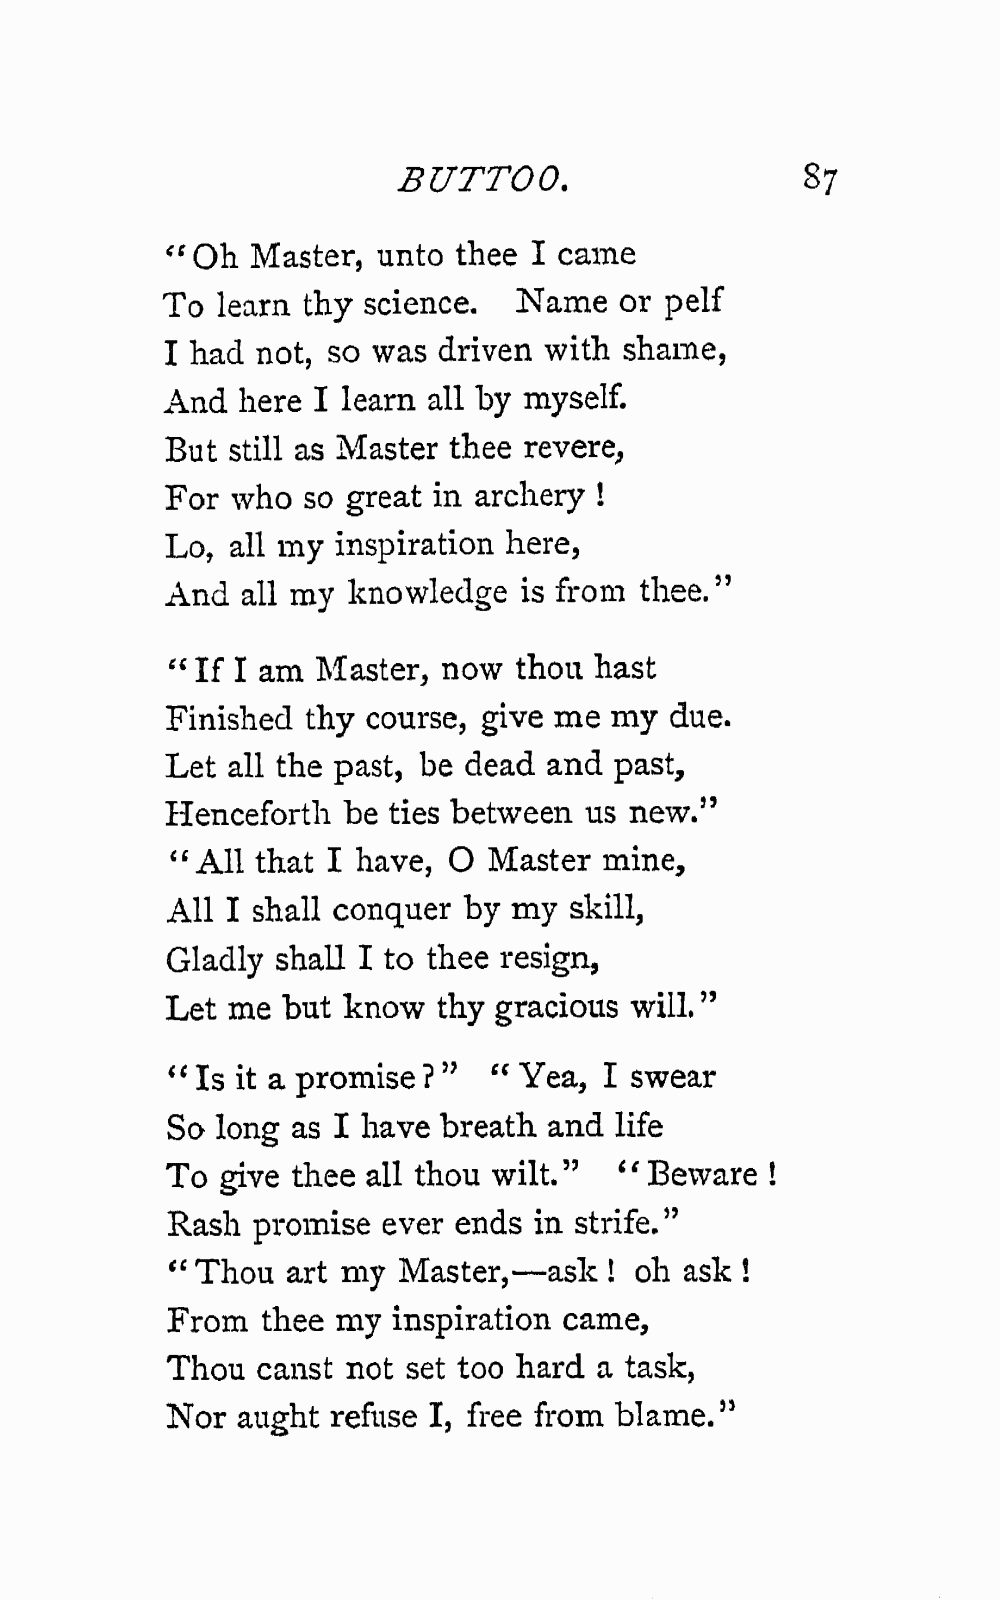 BUTTOO. 87
“Oh Master, unto thee I came
To learn thy science. Name or pelf
I had not, so was driven with shame,
And here I learn all by myself.
But still as Master thee revere,
For who so great in archery !
Lo, all my inspiration here,
And all my knowledge is from thee.”
“If I am Master, now thou hast
Finished thy course, give me my due.
Let all the past, be dead and past,
Henceforth be ties between us new.”
“All that I have, O Master mine,
All I shall conquer by my skill,
Gladly shall I to thee resign,
Let me but know thy gracious will.”
“Is it a promise ?” “Yea, I swear
So long as I have breath and life
To give thee all thou wilt.” “Beware !
Rash promise ever ends in strife.”
“Thou art my Master,—ask ! oh ask !
From thee my inspiration came,
Thou canst not set too hard a task,
Nor aught refuse I, free from blame.”